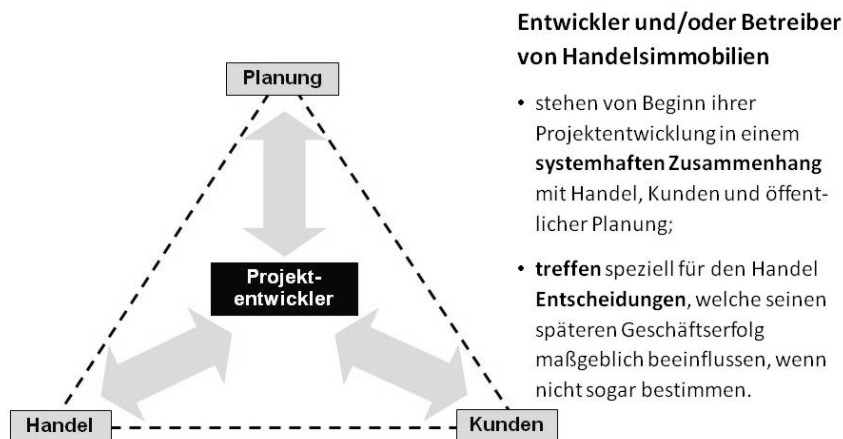 Planung
Projekt-
entwickler
Handel
Kunden
Entwickler und/oder Betreiber
von Handelsimmobilien
• stehen von Beginn ihrer
Projektentwicklung in einem
systemhaften Zusammenhang
mit Handel, Kunden und öffent-
licher Planung;
• treffen speziell für den Handel
Entscheidungen, welche seinen
späteren Geschäftserfolg
maßgeblich beeinflussen, wenn
nicht sogar bestimmen.